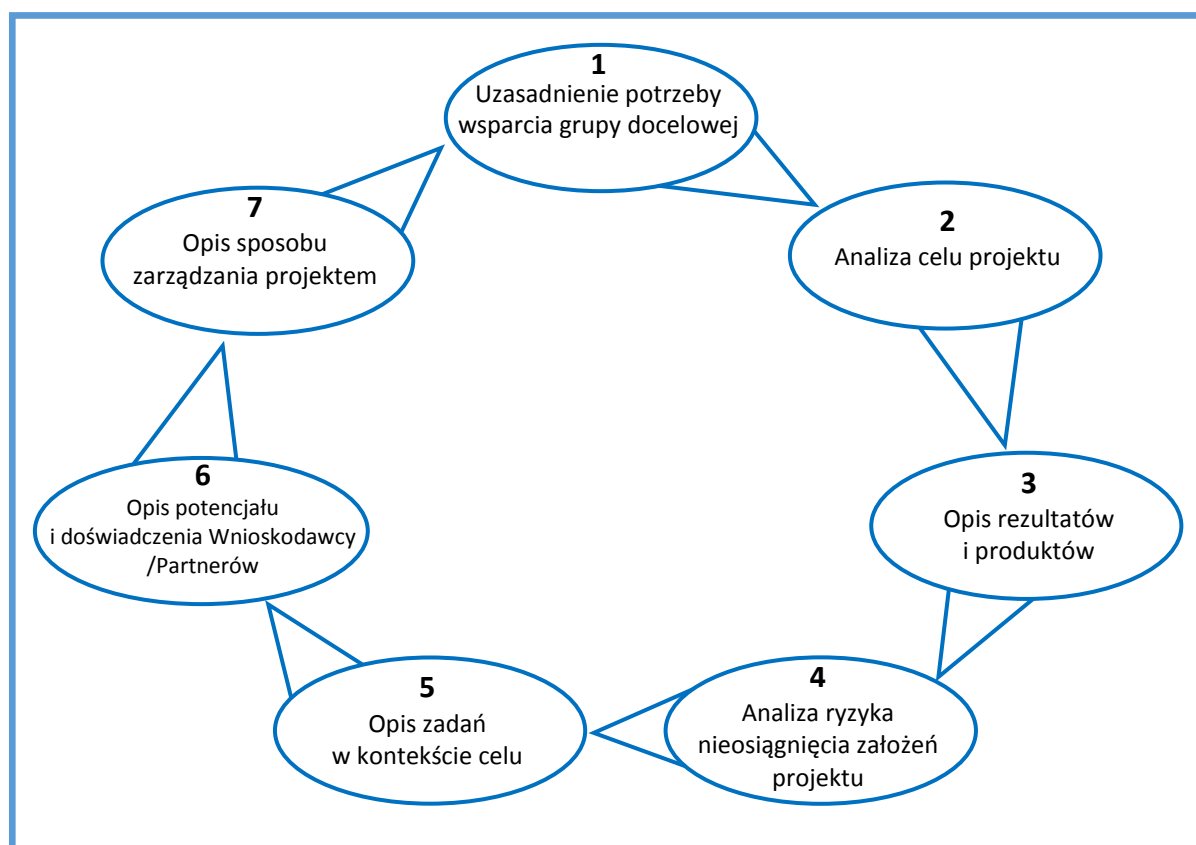 1
Uzasadnienie potrzeby
wsparcia grupy docelowej
2
Analiza celu projektu
3
Opis rezultatów
i produktów
4
Analiza ryzyka
nieosiągnięcia założeń
projektu
5
Opis zadań
w kontekście celu
6
Opis potencjału
i doświadczenia Wnioskodawcy
/Partnerów
7
Opis sposobu
zarządzania projektem